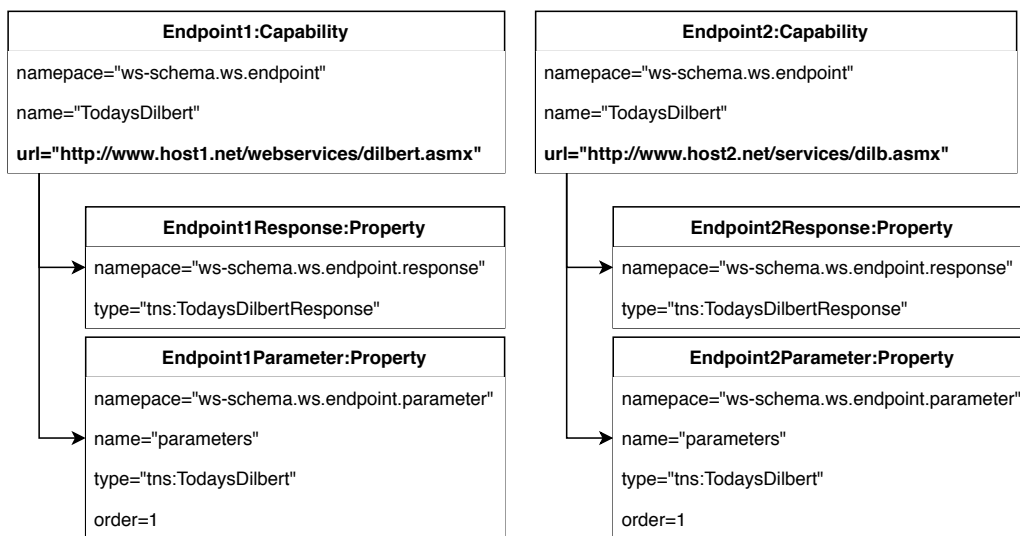 Endpoint1:Capability
namepace="ws-schema.ws.endpoint"
name="TodaysDilbert"
url="http://www.host1.net/webservices/dilbert.asmx"
Endpoint1Response:Property
namepace="ws-schema.ws.endpoint.response"
type="tns:TodaysDilbertResponse"
Endpoint1Parameter:Property
namepace="ws-schema.ws.endpoint.parameter"
name="parameters"
type="tns:TodaysDilbert"
order=1
Endpoint2:Capability
namepace="ws-schema.ws.endpoint"
name="TodaysDilbert"
url="http://www.host2.net/services/dilb.asmx"
Endpoint2Response:Property
namepace="ws-schema.ws.endpoint.response"
type="tns:TodaysDilbertResponse"
Endpoint2Parameter:Property
namepace="ws-schema.ws.endpoint.parameter"
name="parameters"
type="tns:TodaysDilbert"
order=1